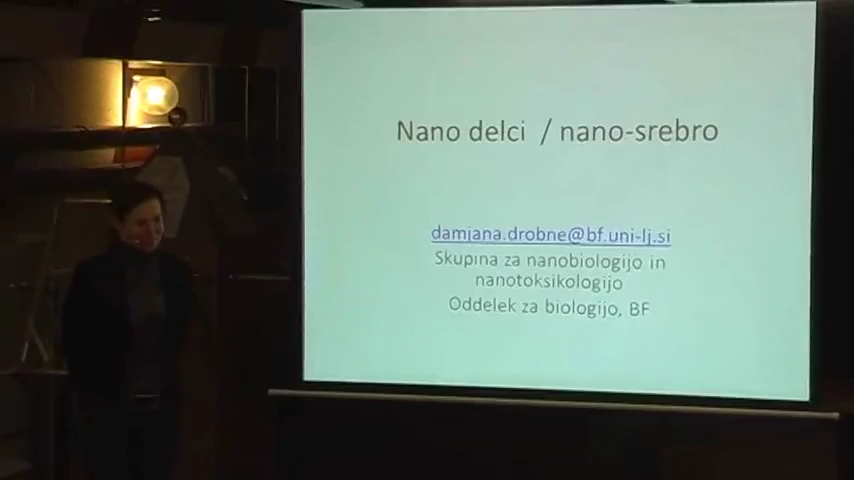 Nano delci / nano-srebro
damjana.drobne@bf.uni-lj.si
Skupina za nanobiologijo in
nanotoksikologijo
Oddelek za biologijo, BF